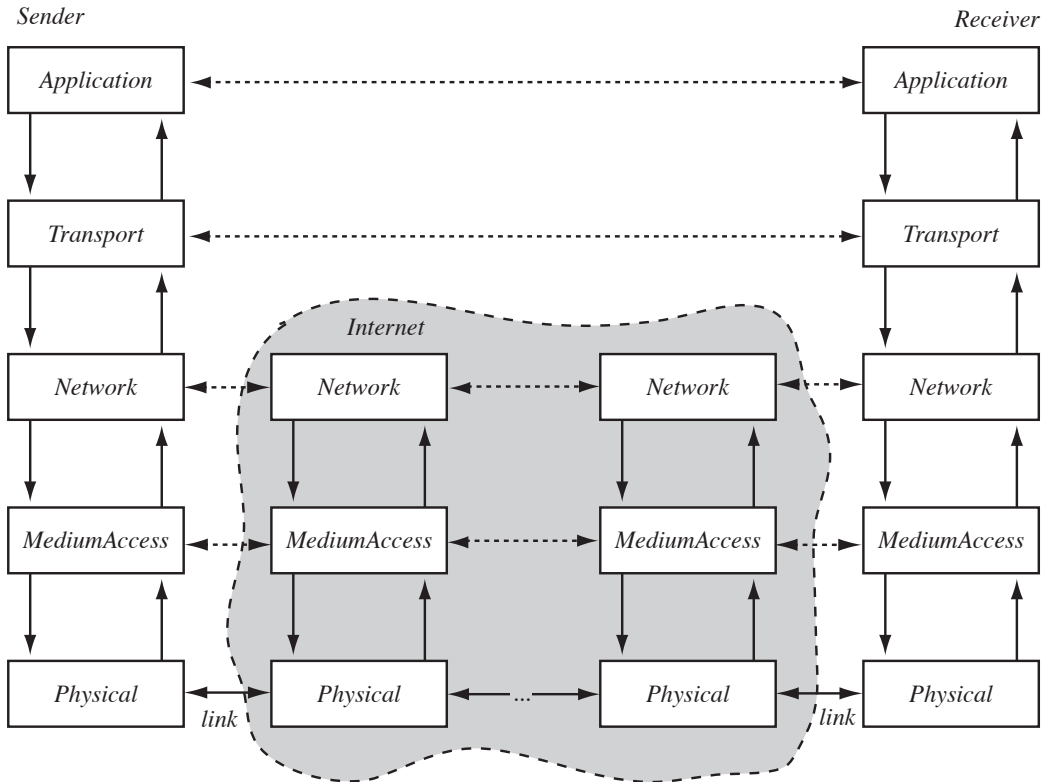 Sender
Receiver
Application
Application
Transport
Transport
Internet
Network
Network
Network
Network
MediumAccess
MediumAccess
MediumAccess
MediumAccess
Physical
Physical
...
Physical
Physical
link
link